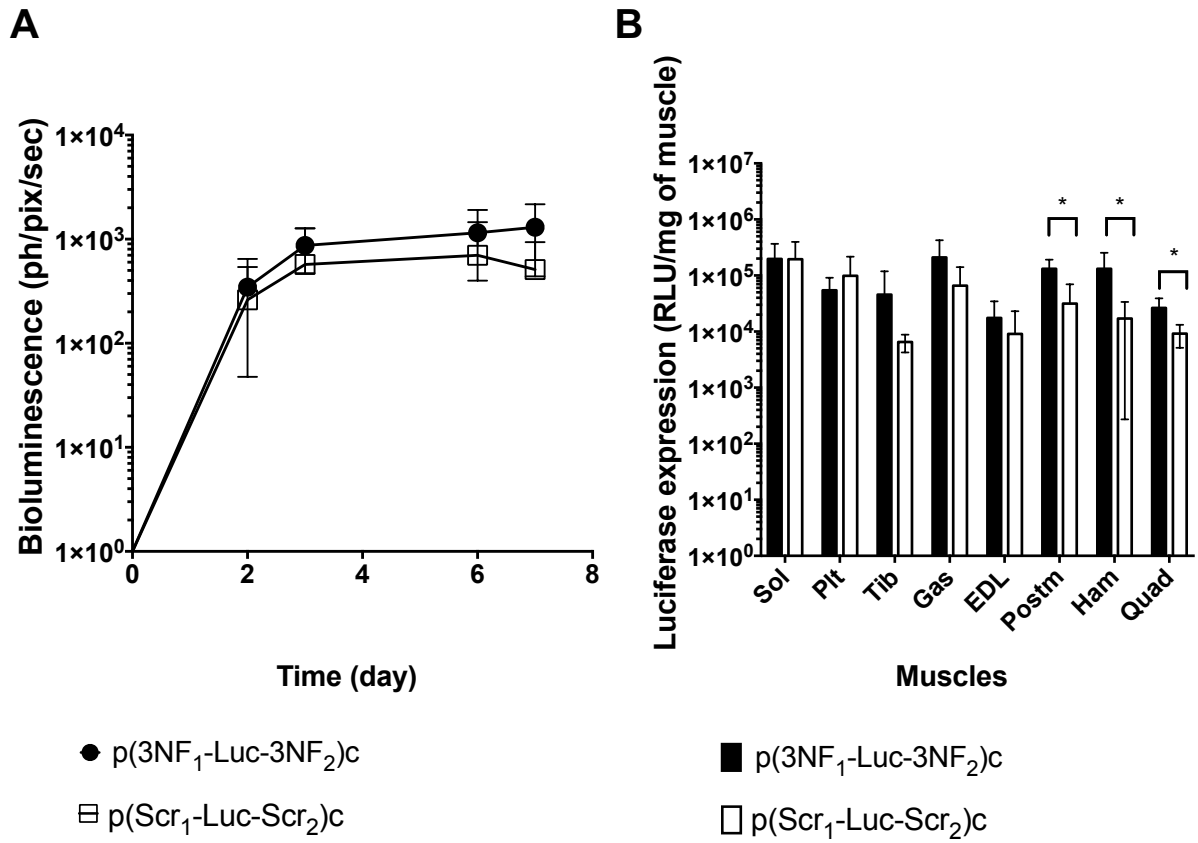 A
Bioluminescence (ph/pix/sec)
1×10⁴
1×10³
1×10²
1×10¹
1×10⁰
0 2 4 6 8
Time (day)
p(3NF₁-Luc-3NF₂)c
p(Scr₁-Luc-Scr₂)c
B
Luciferase expression (RLU/mg of muscle)
1×10⁷
1×10⁶
1×10⁵
1×10⁴
1×10³
1×10²
1×10¹
1×10⁰
* * *
Sol Plt Tib Gas EDL Postm Ham Quad
Muscles
p(3NF₁-Luc-3NF₂)c
p(Scr₁-Luc-Scr₂)c